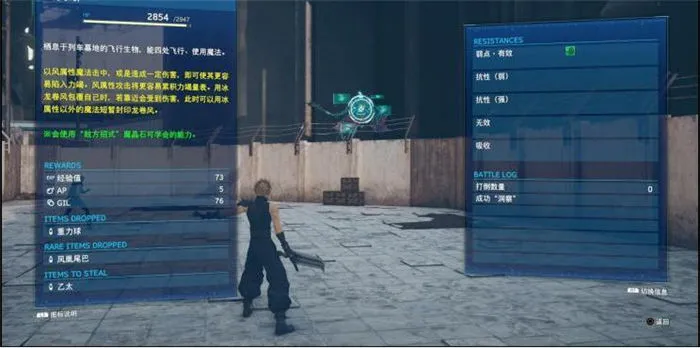 2854 /2947
栖息于列车墓地的飞行生物,能四处飞行、使用魔法。
以风属性魔法击中,或是造成一定伤害,即可使其更容
易陷入力竭。风属性攻击将更容易累积力竭量表。用冰
龙卷风包覆自己时,若靠近会受到伤害,此时可以用冰
属性以外的魔法短暂封印龙卷风。
※会使用“敌方招式”魔晶石可学会的能力。
REWARDS
EXP 经验值 73
AP 5
GIL 76
ITEMS DROPPED
重力球
RARE ITEMS DROPPED
凤凰尾巴
ITEMS TO STEAL
乙太
图标说明
RESISTANCES
弱点·有效
抗性(弱)
抗性(强)
无效
吸收
BATTLE LOG
打倒数量 0
成功“洞察”
切换信息
返回